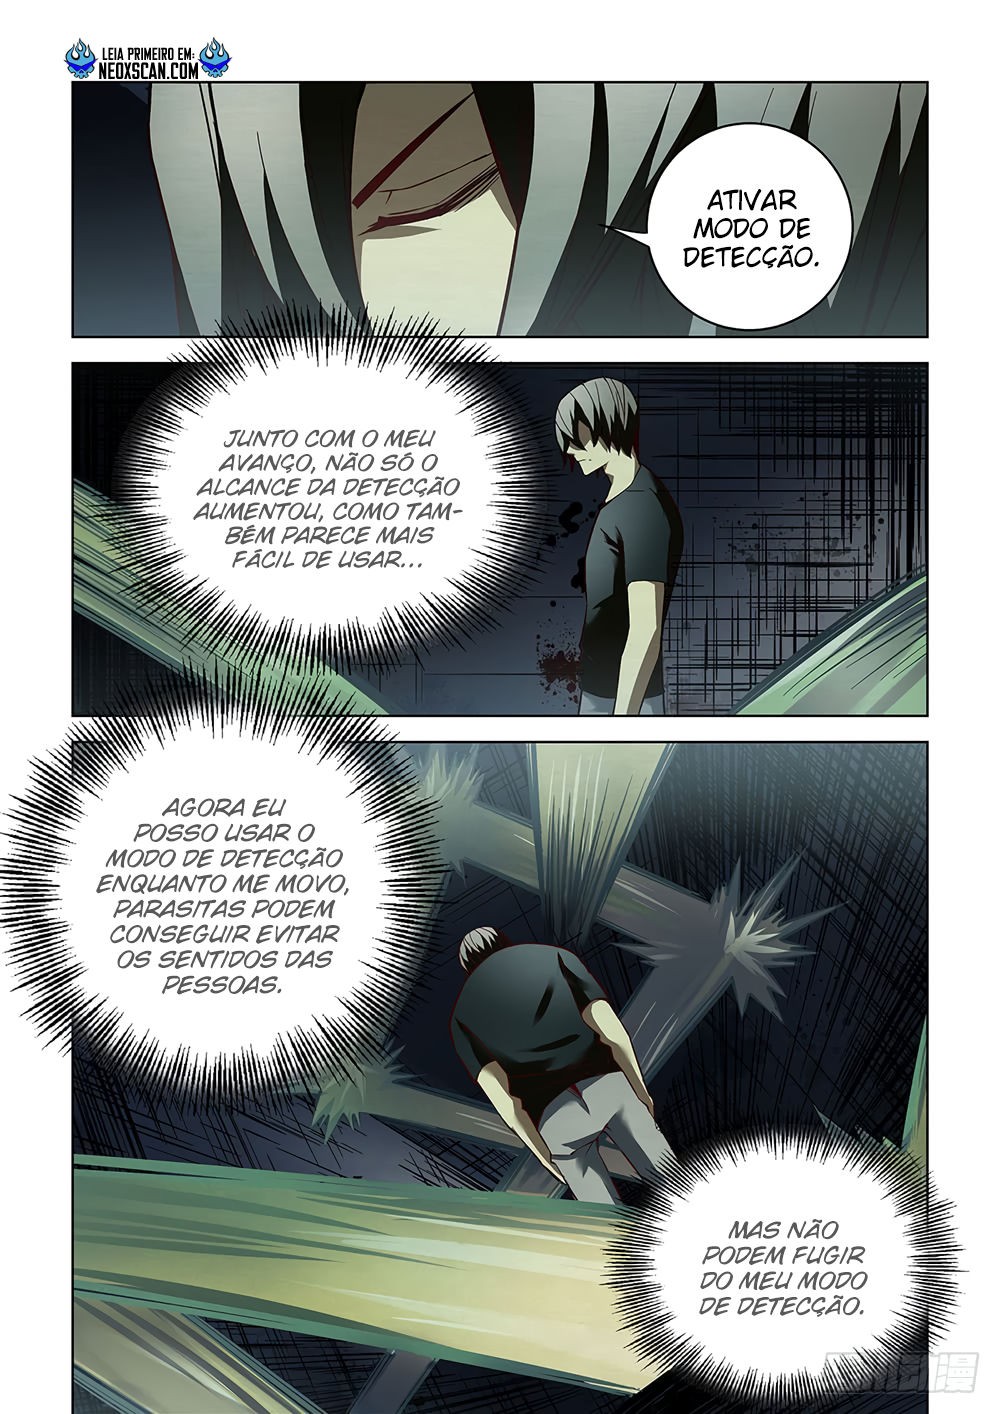 LEIA PRIMEIRO EM:
NEOXSCAN.COM
ATIVAR
MODO DE
DETECÇÃO.
JUNTO COM O MEU
AVANÇO, NÃO SÓ O
ALCANCE DA DETECÇÃO
AUMENTOU, COMO TAM-
BÉM PARECE MAIS
FÁCIL DE USAR...
AGORA EU
POSSO USAR O
MODO DE DETECÇÃO
ENQUANTO ME MOVO,
PARASITAS PODEM
CONSEGUIR EVITAR
OS SENTIDOS DAS
PESSOAS.
MAS NÃO
PODEM FUGIR
DO MEU MODO
DE DETECÇÃO.